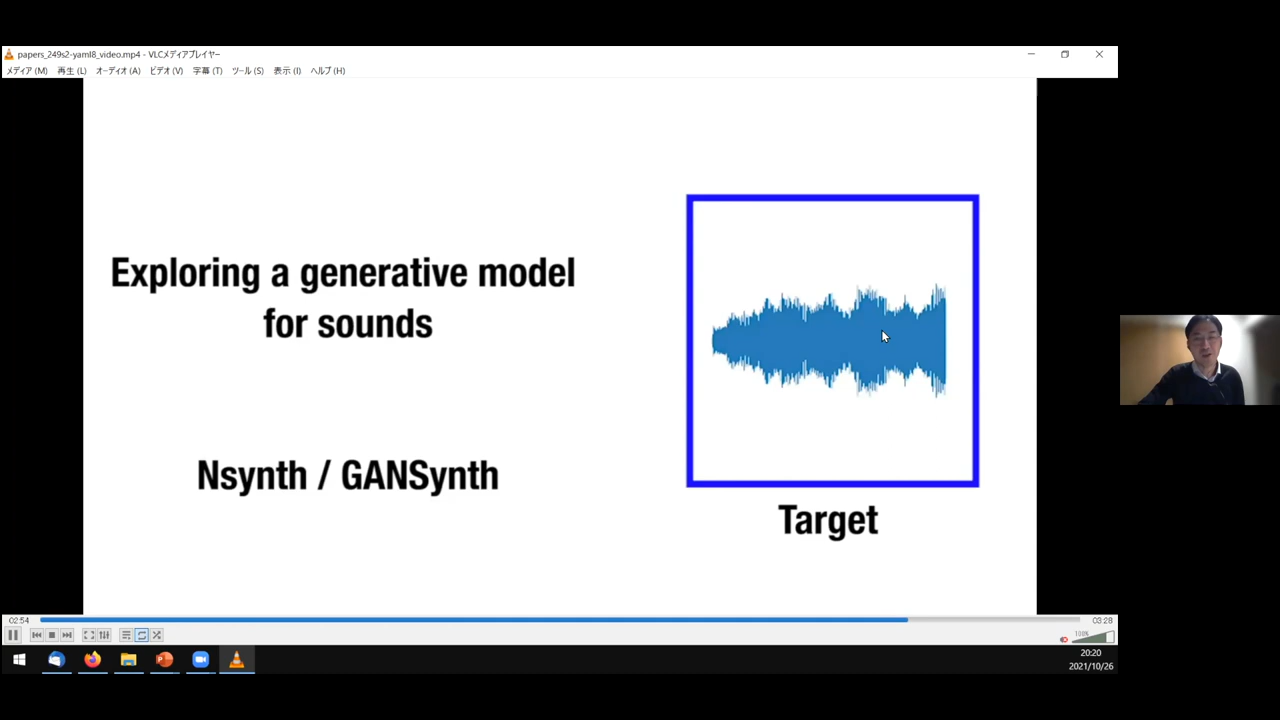 papers_249s2-yaml8_video.mp4 - VLCメディアプレイヤー
メディア (M) 再生 (L) オーディオ (A) ビデオ (V) 字幕 (T) ツール (S) 表示 (I) ヘルプ (H)
Exploring a generative model
for sounds
Nsynth / GANSynth
Target
02:54
03:28
100%
20:20
2021/10/26